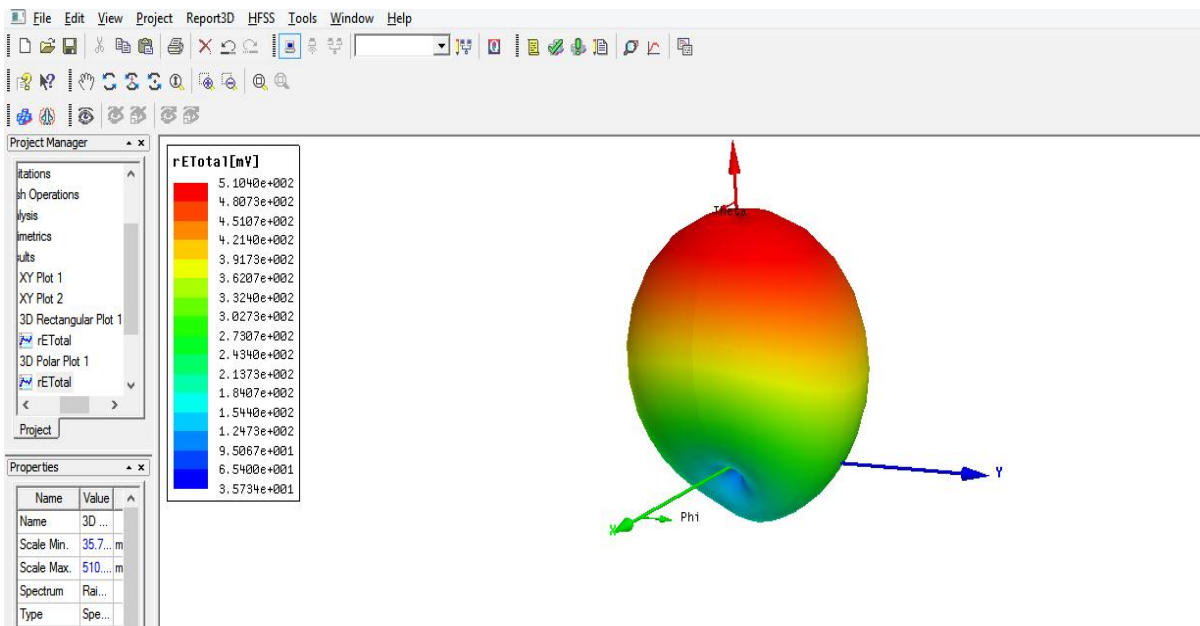 File Edit View Project Report3D HFSS Tools Window Help
Project Manager
itations
sh Operations
lysis
imetrics
sults
XY Plot 1
XY Plot 2
3D Rectangular Plot 1
rETotal
3D Polar Plot 1
rETotal
Project
Properties
Name Value
Name 3D ...
Scale Min. 35.7... m
Scale Max. 510.... m
Spectrum Rai...
Type Spe...
rETotal[mV]
5.1040e+002
4.8073e+002
4.5107e+002
4.2140e+002
3.9173e+002
3.6207e+002
3.3240e+002
3.0273e+002
2.7307e+002
2.4340e+002
2.1373e+002
1.8407e+002
1.5440e+002
1.2473e+002
9.5067e+001
6.5400e+001
3.5734e+001
Theta
Y
Phi